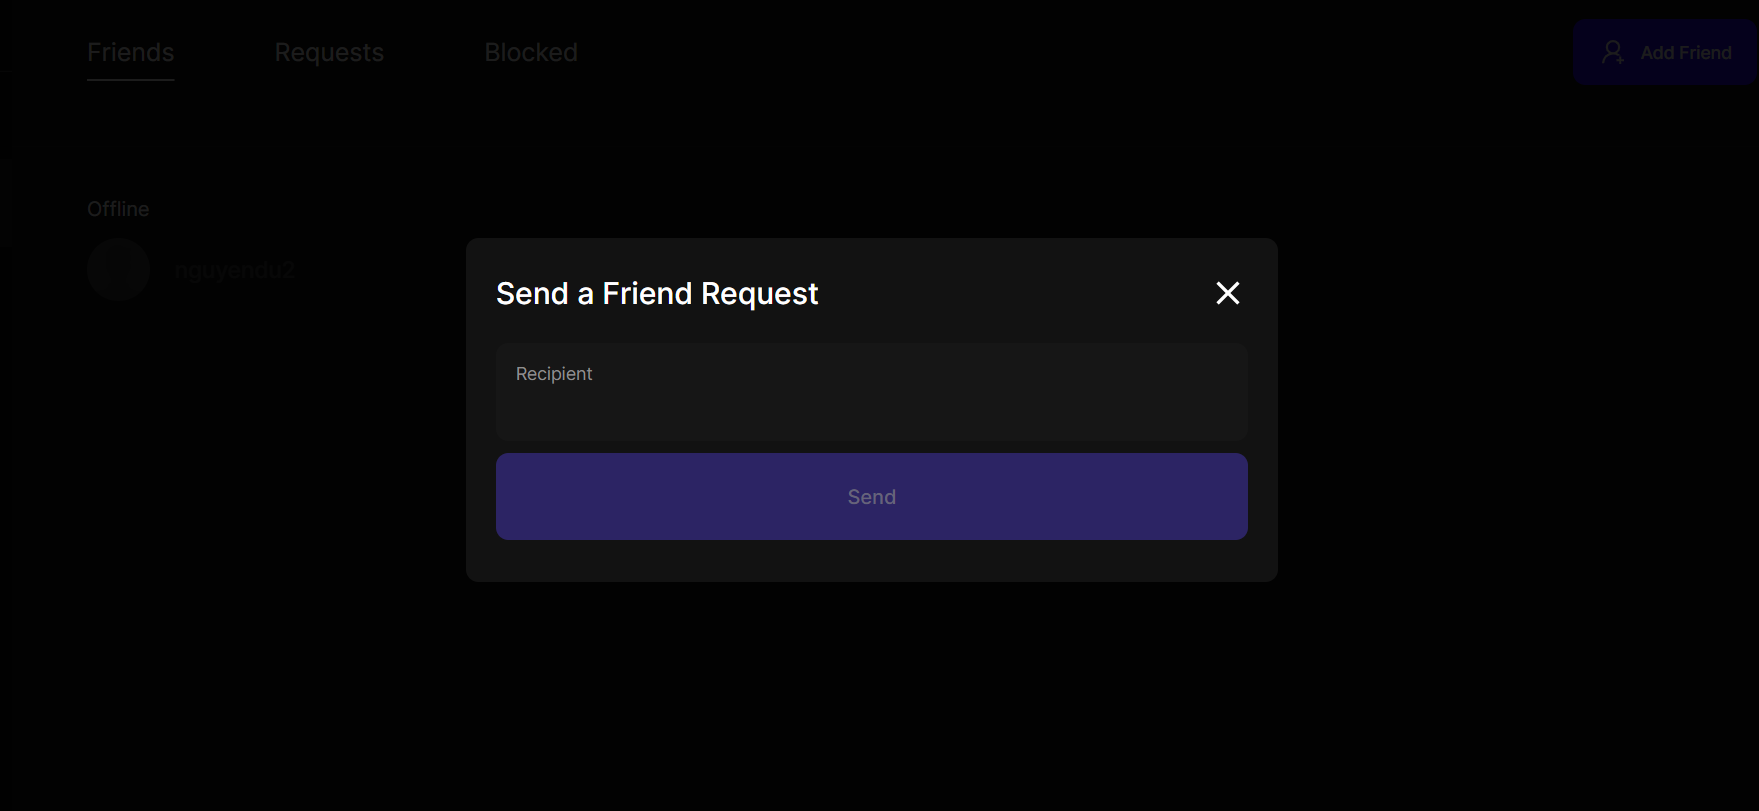 Friends
Requests
Blocked
Add Friend
Offline
nguyendu2
Send a Friend Request
Recipient
Send